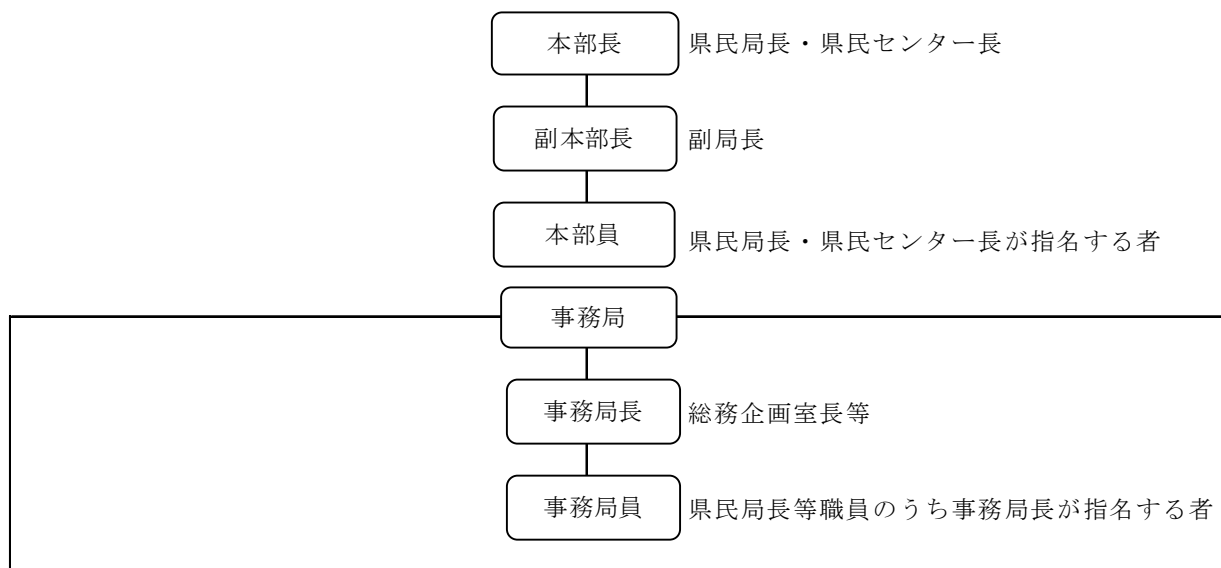 本部長 県民局長・県民センター長
副本部長 副局長
本部員 県民局長・県民センター長が指名する者
事務局
事務局長 総務企画室長等
事務局員 県民局長等職員のうち事務局長が指名する者